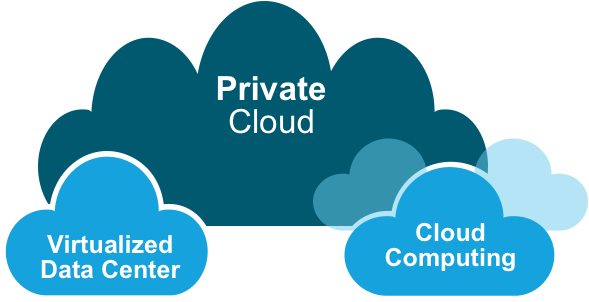 Private
Cloud
Virtualized
Data Center
Cloud
Computing